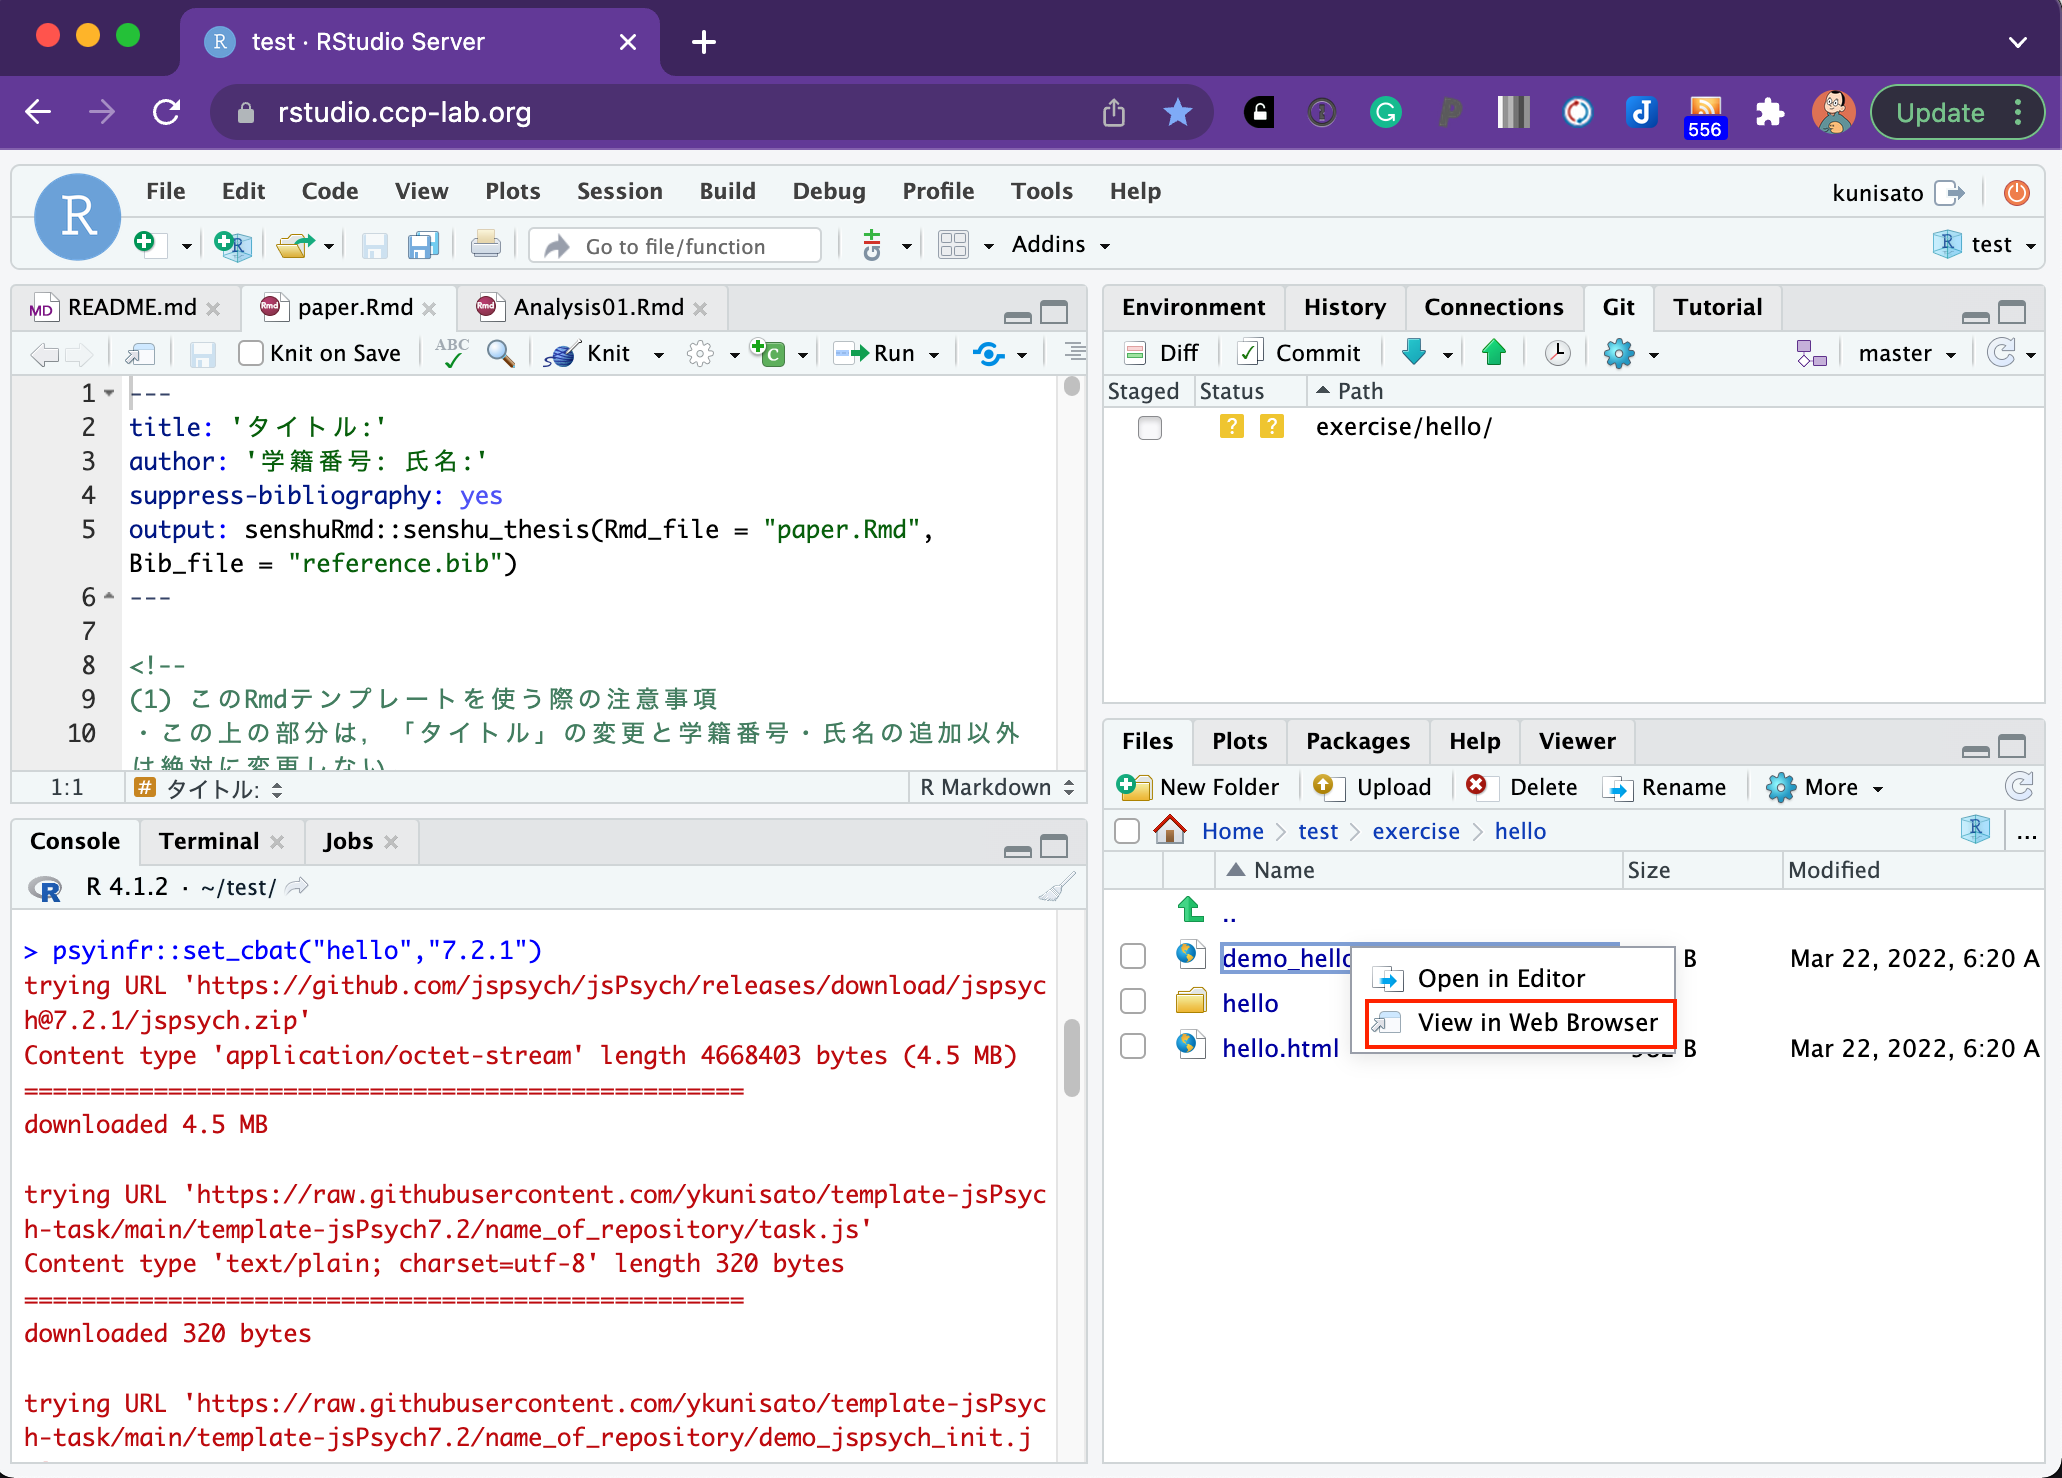 test · RStudio Server
rstudio.ccp-lab.org
556
Update
File Edit Code View Plots Session Build Debug Profile Tools Help
kunisato
R
Go to file/function
Addins
test
README.md
paper.Rmd
Analysis01.Rmd
Knit on Save
ABC
Knit
Run
1 ---
2 title: 'タイトル:'
3 author: '学籍番号: 氏名:'
4 suppress-bibliography: yes
5 output: senshuRmd::senshu_thesis(Rmd_file = "paper.Rmd",
Bib_file = "reference.bib")
6 ---
7
8 <!--
9 (1) このRmdテンプレートを使う際の注意事項
10 ・この上の部分は，「タイトル」の変更と学籍番号・氏名の追加以外
は絶対に変更しない
1:1
# タイトル:
R Markdown
Console Terminal Jobs
R 4.1.2 · ~/test/
> psyinfr::set_cbat("hello","7.2.1")
trying URL 'https://github.com/jspsych/jsPsych/releases/download/jspsyc
h@7.2.1/jspsych.zip'
Content type 'application/octet-stream' length 4668403 bytes (4.5 MB)
==================================================
downloaded 4.5 MB
trying URL 'https://raw.githubusercontent.com/ykunisato/template-jsPsyc
h-task/main/template-jsPsych7.2/name_of_repository/task.js'
Content type 'text/plain; charset=utf-8' length 320 bytes
==================================================
downloaded 320 bytes
trying URL 'https://raw.githubusercontent.com/ykunisato/template-jsPsyc
h-task/main/template-jsPsych7.2/name_of_repository/demo_jspsych_init.j
Environment History Connections Git Tutorial
Diff Commit master
Staged Status Path
? ? exercise/hello/
Files Plots Packages Help Viewer
New Folder Upload Delete Rename More
Home test exercise hello ...
Name Size Modified
..
demo_hello B Mar 22, 2022, 6:20 A
Open in Editor
hello
View in Web Browser
hello.html B Mar 22, 2022, 6:20 A